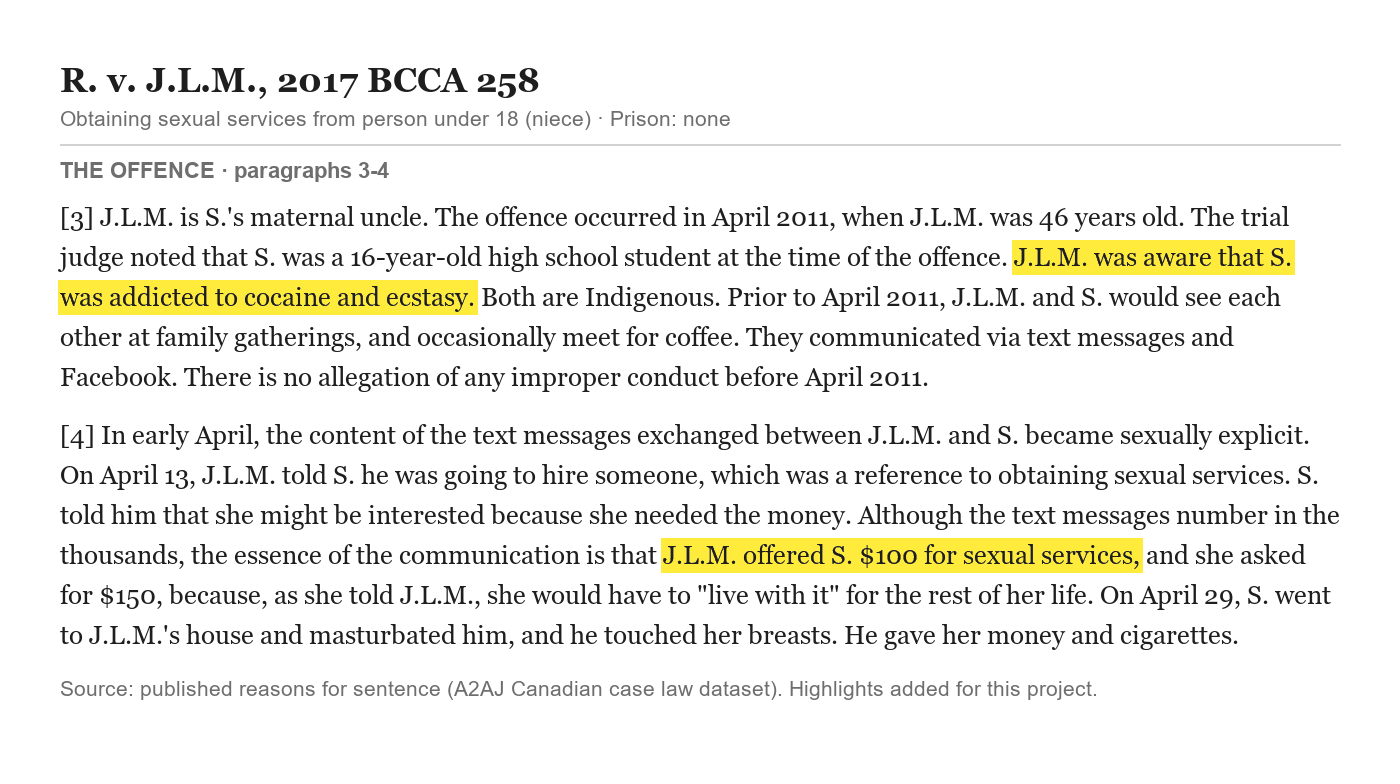 R. v. J.L.M., 2017 BCCA 258
Obtaining sexual services from person under 18 (niece) · Prison: none
THE OFFENCE · paragraphs 3-4
[3] J.L.M. is S.'s maternal uncle. The offence occurred in April 2011, when J.L.M. was 46 years old. The trial
judge noted that S. was a 16-year-old high school student at the time of the offence. J.L.M. was aware that S.
was addicted to cocaine and ecstasy. Both are Indigenous. Prior to April 2011, J.L.M. and S. would see each
other at family gatherings, and occasionally meet for coffee. They communicated via text messages and
Facebook. There is no allegation of any improper conduct before April 2011.
[4] In early April, the content of the text messages exchanged between J.L.M. and S. became sexually explicit.
On April 13, J.L.M. told S. he was going to hire someone, which was a reference to obtaining sexual services. S.
told him that she might be interested because she needed the money. Although the text messages number in the
thousands, the essence of the communication is that J.L.M. offered S. $100 for sexual services, and she asked
for $150, because, as she told J.L.M., she would have to "live with it" for the rest of her life. On April 29, S. went
to J.L.M.'s house and masturbated him, and he touched her breasts. He gave her money and cigarettes.
Source: published reasons for sentence (A2AJ Canadian case law dataset). Highlights added for this project.